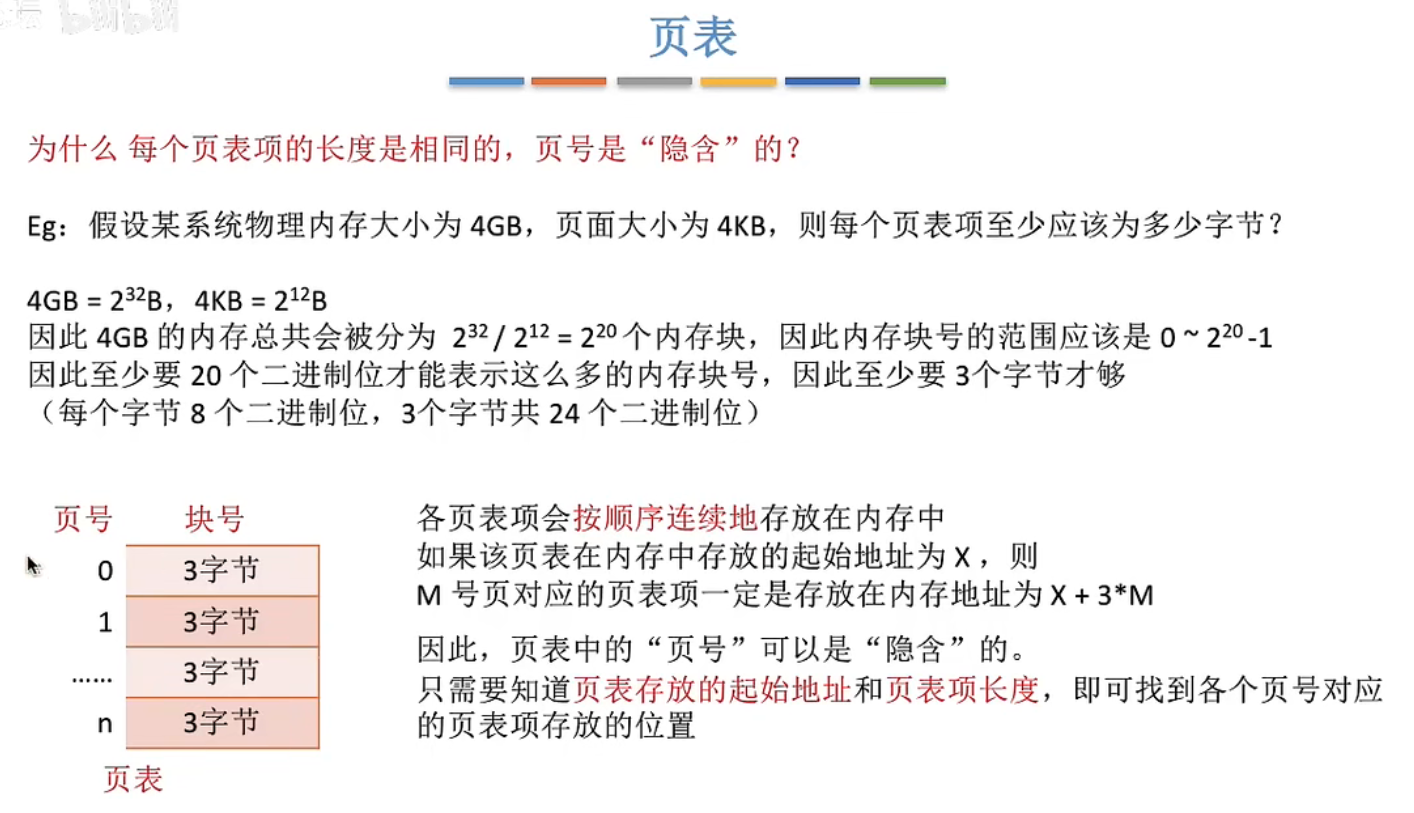 页表
为什么 每个页表项的长度是相同的，页号是“隐含”的？
Eg：假设某系统物理内存大小为 4GB，页面大小为 4KB，则每个页表项至少应该为多少字节？
4GB = 2³²B，4KB = 2¹²B
因此 4GB 的内存总共会被分为 2³² / 2¹² = 2²⁰ 个内存块，因此内存块号的范围应该是 0 ~ 2²⁰ -1
因此至少要 20 个二进制位才能表示这么多的内存块号，因此至少要 3个字节才够
（每个字节 8 个二进制位，3个字节共 24 个二进制位）
页号 块号
0 3字节
1 3字节
…… 3字节
n 3字节
页表
各页表项会按顺序连续地存放在内存中
如果该页表在内存中存放的起始地址为 X ，则
M 号页对应的页表项一定是存放在内存地址为 X + 3*M
因此，页表中的“页号”可以是“隐含”的。
只需要知道页表存放的起始地址和页表项长度，即可找到各个页号对应
的页表项存放的位置